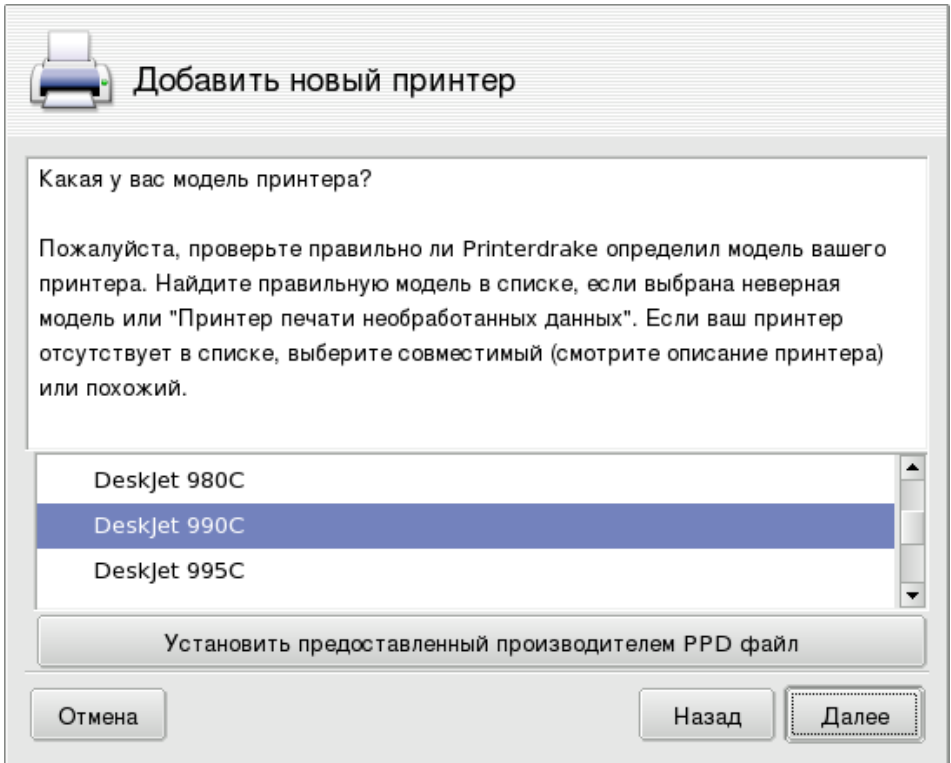 Добавить новый принтер
Какая у вас модель принтера?
Пожалуйста, проверьте правильно ли Printerdrake определил модель вашего
принтера. Найдите правильную модель в списке, если выбрана неверная
модель или "Принтер печати необработанных данных". Если ваш принтер
отсутствует в списке, выберите совместимый (смотрите описание принтера)
или похожий.
DeskJet 980C
DeskJet 990C
DeskJet 995C
Установить предоставленный производителем PPD файл
Отмена
Назад
Далее